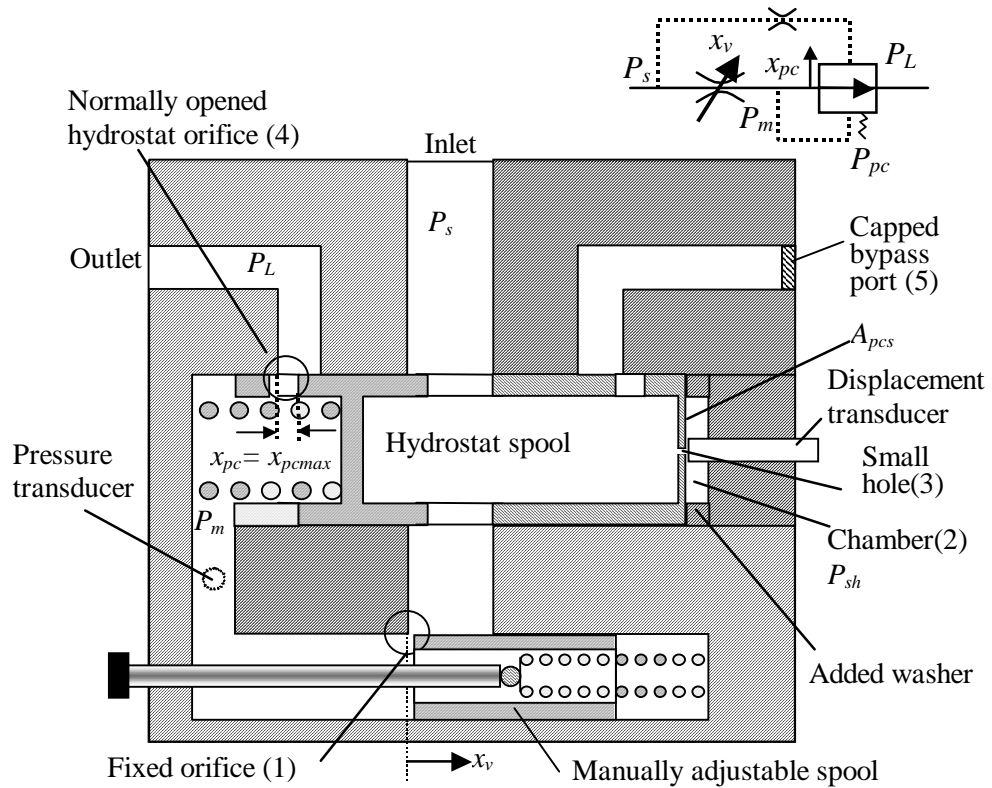 x_v
P_s
x_pc
P_L
P_m
P_pc
Normally opened
hydrostat orifice (4)
Inlet
P_s
Outlet
P_L
Capped
bypass
port (5)
A_pcs
Displacement
transducer
Hydrostat spool
x_pc = x_pcmax
Small
hole(3)
Pressure
transducer
P_m
Chamber(2)
P_sh
Added washer
Fixed orifice (1)
x_v
Manually adjustable spool